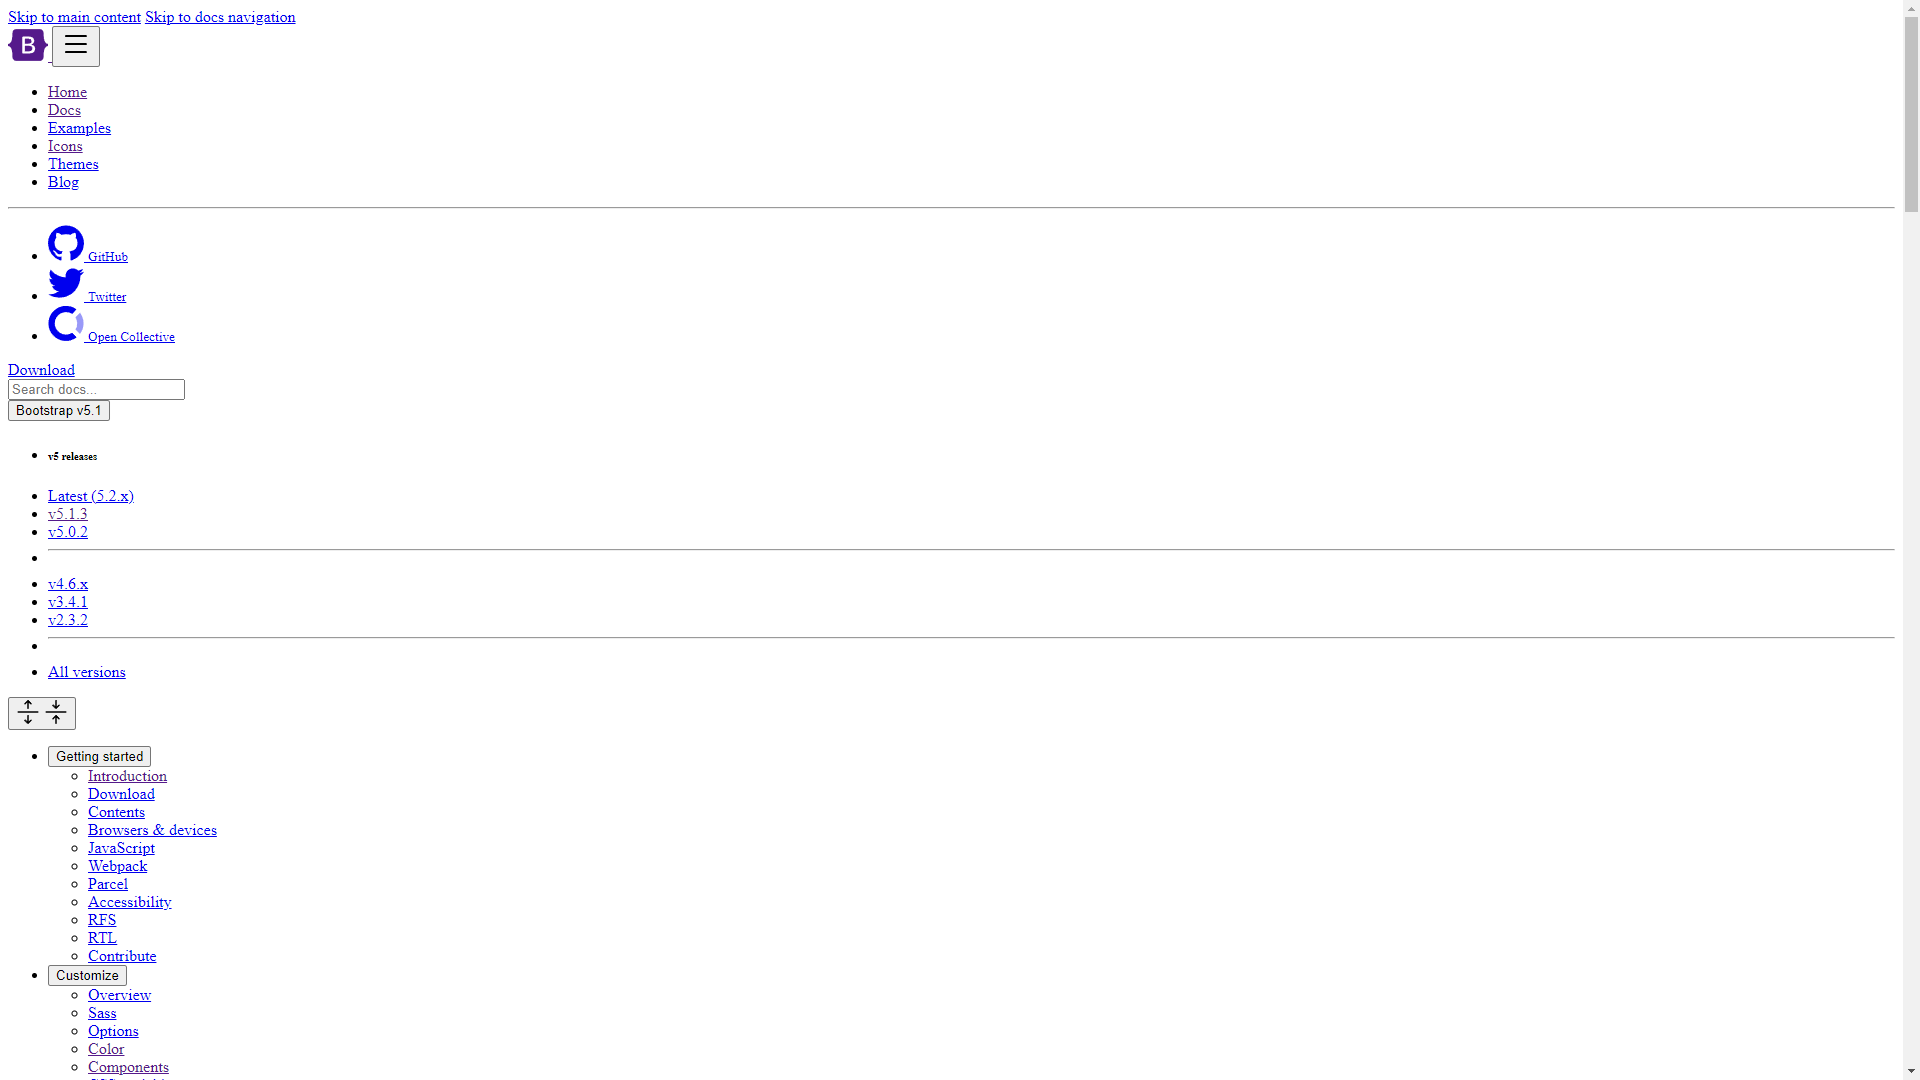 Skip to main content Skip to docs navigation
B
Home
Docs
Examples
Icons
Themes
Blog
GitHub
Twitter
Open Collective
Download
Search docs...
Bootstrap v5.1
v5 releases
Latest (5.2.x)
v5.1.3
v5.0.2
v4.6.x
v3.4.1
v2.3.2
All versions
Getting started
Introduction
Download
Contents
Browsers & devices
JavaScript
Webpack
Parcel
Accessibility
RFS
RTL
Contribute
Customize
Overview
Sass
Options
Color
Components